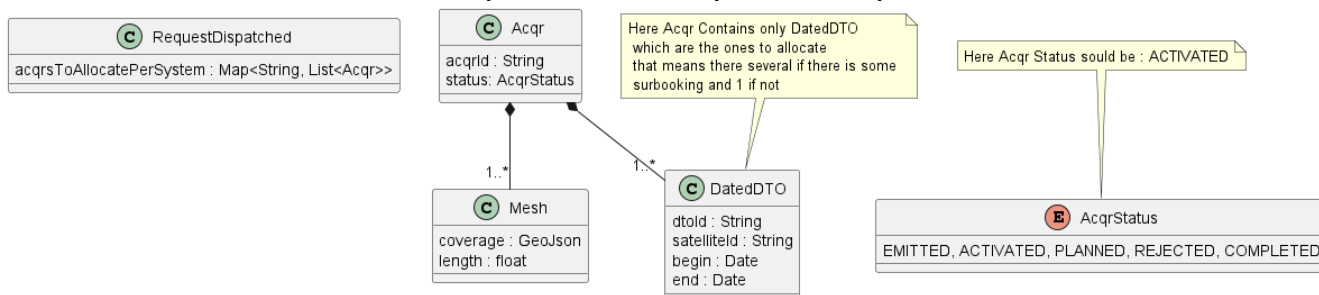 C RequestDispatched
acqrsToAllocatePerSystem : Map<String, List<Acqr>>
C Acqr
acqrId : String
status: AcqrStatus
Here Acqr Contains only DatedDTO
which are the ones to allocate
that means there several if there is some
surbooking and 1 if not
Here Acqr Status sould be : ACTIVATED
1..*
1..*
C Mesh
coverage : GeoJson
length : float
C DatedDTO
dtoId : String
satelliteId : String
begin : Date
end : Date
E AcqrStatus
EMITTED, ACTIVATED, PLANNED, REJECTED, COMPLETED